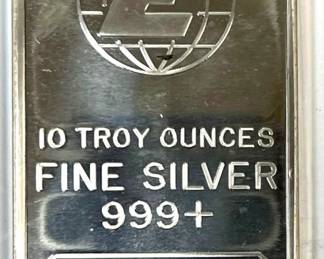 E
10 TROY OUNCES
FINE SILVER
999+